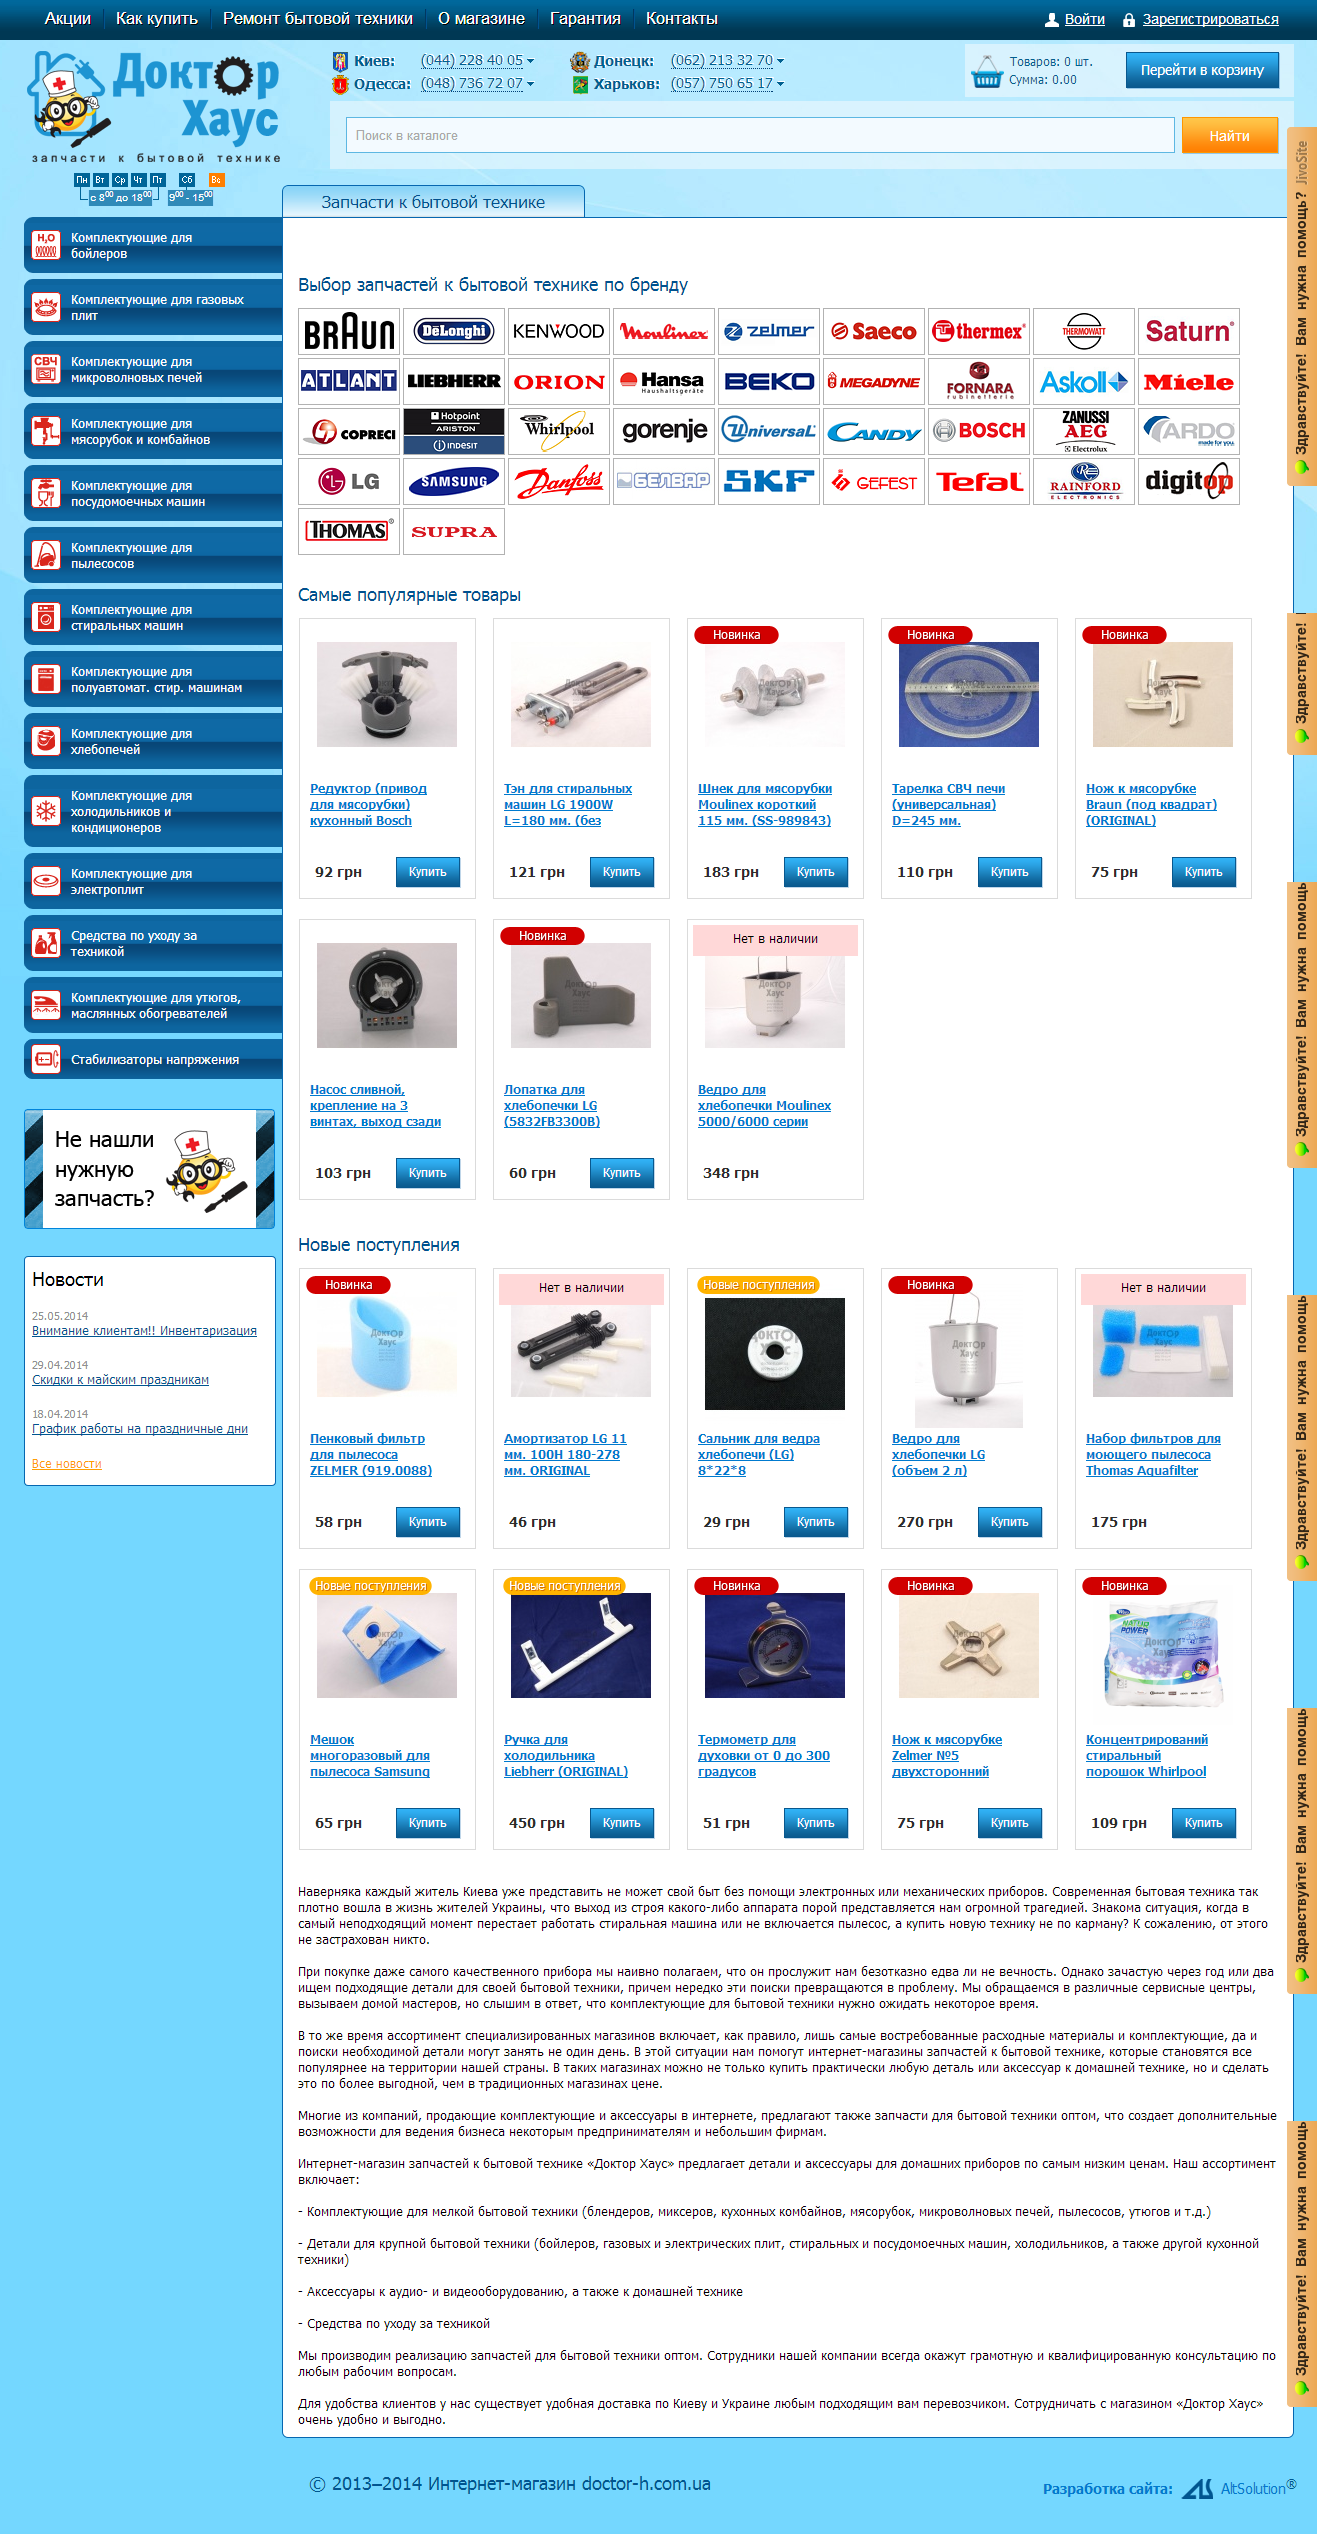 Акции
Как купить
Ремонт бытовой техники
О магазине
Гарантия
Контакты
Войти
Зарегистрироваться
Доктор
Хаус
запчасти к бытовой технике
Киев: (044) 228 40 05
Одесса: (048) 736 72 07
Донецк: (062) 213 32 70
Харьков: (057) 750 65 17
Товаров: 0 шт.
Сумма: 0.00
Перейти в корзину
Поиск в каталоге
Найти
Пн Вт Ср Чт Пт Сб Вс
с 8⁰⁰ до 18⁰⁰ 9⁰⁰ - 15⁰⁰
Запчасти к бытовой технике
H₂O
Комплектующие для
бойлеров
Комплектующие для газовых
плит
СВЧ
Комплектующие для
микроволновых печей
Комплектующие для
мясорубок и комбайнов
Комплектующие для
посудомоечных машин
Комплектующие для
пылесосов
Комплектующие для
стиральных машин
Комплектующие для
полуавтомат. стир. машинам
Комплектующие для
хлебопечей
Комплектующие для
холодильников и
кондиционеров
Комплектующие для
электроплит
Средства по уходу за
техникой
Комплектующие для утюгов,
маслянных обогревателей
Стабилизаторы напряжения
Не нашли
нужную
запчасть?
Новости
25.05.2014
Внимание клиентам!! Инвентаризация
29.04.2014
Скидки к майским праздникам
18.04.2014
График работы на праздничные дни
Все новости
Выбор запчастей к бытовой технике по бренду
BRAUN DeLonghi KENWOOD Moulinex zelmer Saeco thermex THERMOWATT Saturn
ATLANT LIEBHERR ORION Hansa Haushaltsgeräte BEKO MEGADYNE FORNARA rubinetterie Askoll Miele
COPRECI Hotpoint ARISTON INDESIT Whirlpool gorenje UNIVERSAL CANDY BOSCH ZANUSSI AEG Electrolux ARDO made for you.
LG SAMSUNG Danfoss БЕЛВАР SKF GEFEST Tefal RAINFORD ELECTRONICS digitop
THOMAS SUPRA
Самые популярные товары
Редуктор (привод
для мясорубки)
кухонный Bosch
92 грн Купить
Тэн для стиральных
машин LG 1900W
L=180 мм. (без
121 грн Купить
Новинка
Шнек для мясорубки
Moulinex короткий
115 мм. (SS-989843)
183 грн Купить
Новинка
Тарелка СВЧ печи
(универсальная)
D=245 мм.
110 грн Купить
Новинка
Нож к мясорубке
Braun (под квадрат)
(ORIGINAL)
75 грн Купить
Насос сливной,
крепление на 3
винтах, выход сзади
103 грн Купить
Новинка
Лопатка для
хлебопечки LG
(5832FB3300B)
60 грн Купить
Нет в наличии
Ведро для
хлебопечки Moulinex
5000/6000 серии
348 грн
Новые поступления
Новинка
Пенковый фильтр
для пылесоса
ZELMER (919.0088)
58 грн Купить
Нет в наличии
Амортизатор LG 11
мм. 100Н 180-278
мм. ORIGINAL
46 грн
Новые поступления
Сальник для ведра
хлебопечи (LG)
8*22*8
29 грн Купить
Новинка
Ведро для
хлебопечки LG
(объем 2 л)
270 грн Купить
Нет в наличии
Набор фильтров для
моющего пылесоса
Thomas Aquafilter
175 грн
Новые поступления
Мешок
многоразовый для
пылесоса Samsung
65 грн Купить
Новые поступления
Ручка для
холодильника
Liebherr (ORIGINAL)
450 грн Купить
Новинка
Термометр для
духовки от 0 до 300
градусов
51 грн Купить
Новинка
Нож к мясорубке
Zelmer №5
двухсторонний
75 грн Купить
Новинка
Концентрирований
стиральный
порошок Whirlpool
109 грн Купить
Наверняка каждый житель Киева уже представить не может свой быт без помощи электронных или механических приборов. Современная бытовая техника так
плотно вошла в жизнь жителей Украины, что выход из строя какого-либо аппарата порой представляется нам огромной трагедией. Знакома ситуация, когда в
самый неподходящий момент перестает работать стиральная машина или не включается пылесос, а купить новую технику не по карману? К сожалению, от этого
не застрахован никто.
При покупке даже самого качественного прибора мы наивно полагаем, что он прослужит нам безотказно едва ли не вечность. Однако зачастую через год или два
ищем подходящие детали для своей бытовой техники, причем нередко эти поиски превращаются в проблему. Мы обращаемся в различные сервисные центры,
вызываем домой мастеров, но слышим в ответ, что комплектующие для бытовой техники нужно ожидать некоторое время.
В то же время ассортимент специализированных магазинов включает, как правило, лишь самые востребованные расходные материалы и комплектующие, да и
поиски необходимой детали могут занять не один день. В этой ситуации нам помогут интернет-магазины запчастей к бытовой технике, которые становятся все
популярнее на территории нашей страны. В таких магазинах можно не только купить практически любую деталь или аксессуар к домашней технике, но и сделать
это по более выгодной, чем в традиционных магазинах цене.
Многие из компаний, продающие комплектующие и аксессуары в интернете, предлагают также запчасти для бытовой техники оптом, что создает дополнительные
возможности для ведения бизнеса некоторым предпринимателям и небольшим фирмам.
Интернет-магазин запчастей к бытовой технике «Доктор Хаус» предлагает детали и аксессуары для домашних приборов по самым низким ценам. Наш ассортимент
включает:
- Комплектующие для мелкой бытовой техники (блендеров, миксеров, кухонных комбайнов, мясорубок, микроволновых печей, пылесосов, утюгов и т.д.)
- Детали для крупной бытовой техники (бойлеров, газовых и электрических плит, стиральных и посудомоечных машин, холодильников, а также другой кухонной
техники)
- Аксессуары к аудио- и видеооборудованию, а также к домашней технике
- Средства по уходу за техникой
Мы производим реализацию запчастей для бытовой техники оптом. Сотрудники нашей компании всегда окажут грамотную и квалифицированную консультацию по
любым рабочим вопросам.
Для удобства клиентов у нас существует удобная доставка по Киеву и Украине любым подходящим вам перевозчиком. Сотрудничать с магазином «Доктор Хаус»
очень удобно и выгодно.
© 2013–2014 Интернет-магазин doctor-h.com.ua
Разработка сайта: AltSolution®
Здравствуйте! Вам нужна помощь? JivoSite
Здравствуйте!
Здравствуйте! Вам нужна помощь
Здравствуйте! Вам нужна помощь
Здравствуйте! Вам нужна помощь
Здравствуйте! Вам нужна помощь